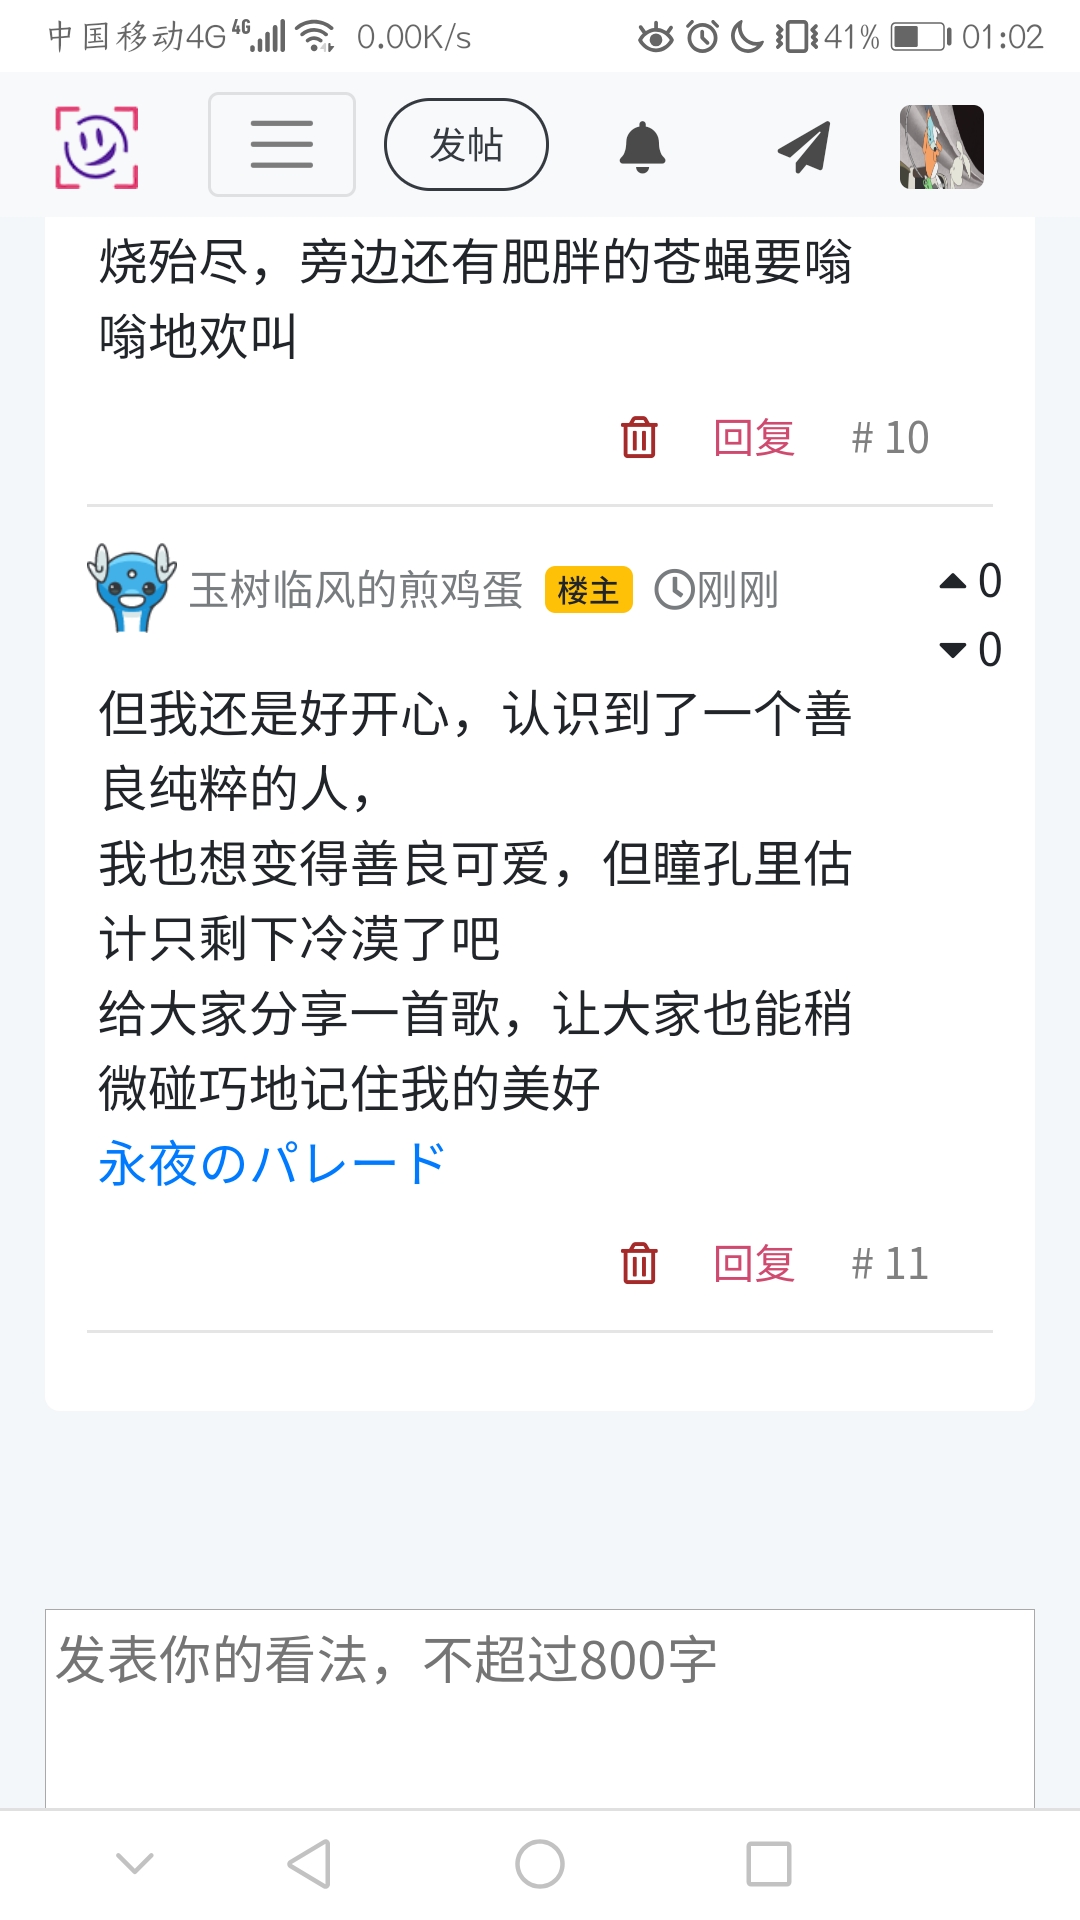 中国移动4G 4G 0.00K/s 41% 01:02
发帖
烧殆尽，旁边还有肥胖的苍蝇要嗡
嗡地欢叫
回复 # 10
玉树临风的煎鸡蛋 楼主 刚刚
0
0
但我还是好开心，认识到了一个善
良纯粹的人，
我也想变得善良可爱，但瞳孔里估
计只剩下冷漠了吧
给大家分享一首歌，让大家也能稍
微碰巧地记住我的美好
永夜のパレード
回复 # 11
发表你的看法，不超过800字